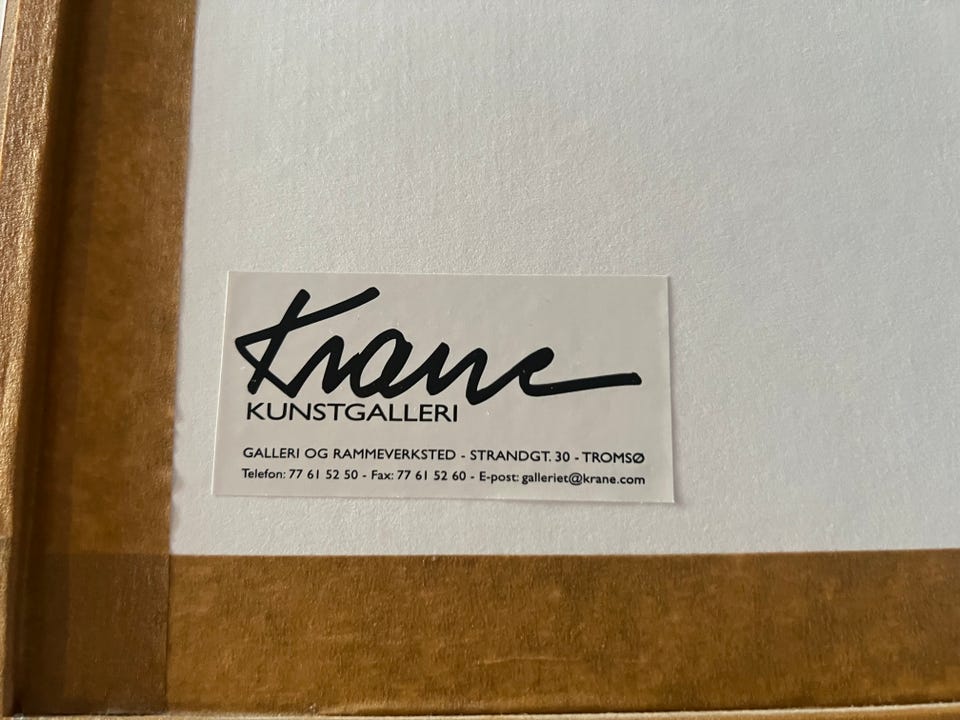 Krane
KUNSTGALLERI
GALLERI OG RAMMEVERKSTED - STRANDGT. 30 - TROMSØ
Telefon: 77 61 52 50 - Fax: 77 61 52 60 - E-post: galleriet@krane.com